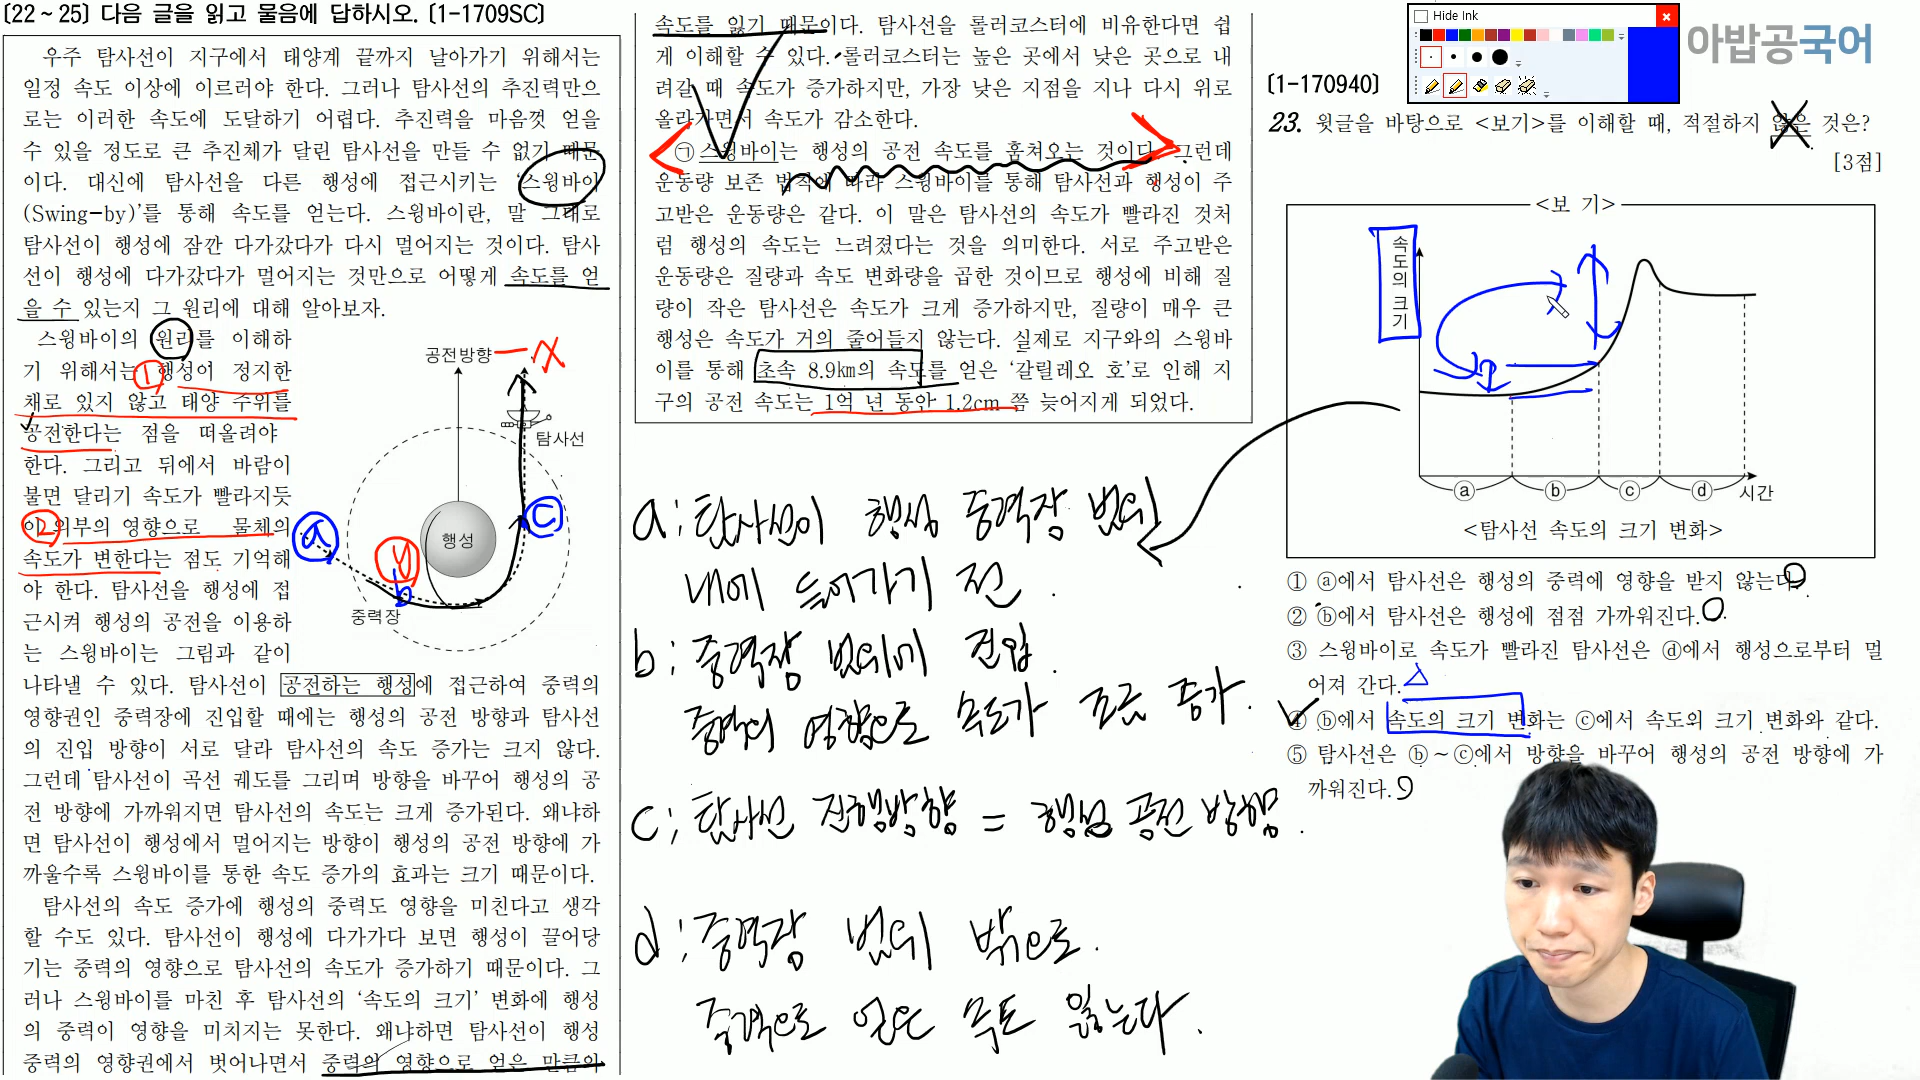 [22 ~ 25] 다음 글을 읽고 물음에 답하시오. [1-1709SC]
우주 탐사선이 지구에서 태양계 끝까지 날아가기 위해서는
일정 속도 이상에 이르러야 한다. 그러나 탐사선의 추진력만으
로는 이러한 속도에 도달하기 어렵다. 추진력을 마음껏 얻을
수 있을 정도로 큰 추진체가 달린 탐사선을 만들 수 없기 때문
이다. 대신에 탐사선을 다른 행성에 접근시키는 '스윙바이
(Swing-by)'를 통해 속도를 얻는다. 스윙바이란, 말 그대로
탐사선이 행성에 잠깐 다가갔다가 다시 멀어지는 것이다. 탐사
선이 행성에 다가갔다가 멀어지는 것만으로 어떻게 속도를 얻
을 수 있는지 그 원리에 대해 알아보자.
스윙바이의 원리를 이해하
기 위해서는 행성이 정지한
채로 있지 않고 태양 주위를
공전한다는 점을 떠올려야
한다. 그리고 뒤에서 바람이
불면 달리기 속도가 빨라지듯
이 외부의 영향으로 물체의
속도가 변한다는 점도 기억해
야 한다. 탐사선을 행성에 접
근시켜 행성의 공전을 이용하
는 스윙바이는 그림과 같이
나타낼 수 있다. 탐사선이 공전하는 행성에 접근하여 중력의
영향권인 중력장에 진입할 때에는 행성의 공전 방향과 탐사선
의 진입 방향이 서로 달라 탐사선의 속도 증가는 크지 않다.
그런데 탐사선이 곡선 궤도를 그리며 방향을 바꾸어 행성의 공
전 방향에 가까워지면 탐사선의 속도는 크게 증가된다. 왜냐하
면 탐사선이 행성에서 멀어지는 방향이 행성의 공전 방향에 가
까울수록 스윙바이를 통한 속도 증가의 효과는 크기 때문이다.
탐사선의 속도 증가에 행성의 중력도 영향을 미친다고 생각
할 수도 있다. 탐사선이 행성에 다가가다 보면 행성이 끌어당
기는 중력의 영향으로 탐사선의 속도가 증가하기 때문이다. 그
러나 스윙바이를 마친 후 탐사선의 '속도의 크기' 변화에 행성
의 중력이 영향을 미치지는 못한다. 왜냐하면 탐사선이 행성
중력의 영향권에서 벗어나면서 중력의 영향으로 얻은 만큼의
공전방향
x
탐사선
행성
중력장
1
2
a
y
b
c
속도를 잃기 때문이다. 탐사선을 롤러코스터에 비유한다면 쉽
게 이해할 수 있다. 롤러코스터는 높은 곳에서 낮은 곳으로 내
려갈 때 속도가 증가하지만, 가장 낮은 지점을 지나 다시 위로
올라가면서 속도가 감소한다.
㉠스윙바이는 행성의 공전 속도를 훔쳐오는 것이다. 그런데
운동량 보존 법칙에 따라 스윙바이를 통해 탐사선과 행성이 주
고받은 운동량은 같다. 이 말은 탐사선의 속도가 빨라진 것처
럼 행성의 속도는 느려졌다는 것을 의미한다. 서로 주고받은
운동량은 질량과 속도 변화량을 곱한 것이므로 행성에 비해 질
량이 작은 탐사선은 속도가 크게 증가하지만, 질량이 매우 큰
행성은 속도가 거의 줄어들지 않는다. 실제로 지구와의 스윙바
이를 통해 초속 8.9km의 속도를 얻은 '갈릴레오 호'로 인해 지
구의 공전 속도는 1억 년 동안 1.2cm 쯤 늦어지게 되었다.
a : 탐사선이 행성 중력장 범위
내에 들어가기 전.
b : 중력장 범위에 진입.
중력의 영향으로 속도가 조금 증가.
c : 탐사선 진행방향 = 행성 공전 방향.
d : 중력장 범위 밖으로.
중력으로 얻은 속도 잃는다.
Hide Ink
아밥공국어
[1-170940]
23. 윗글을 바탕으로 <보기>를 이해할 때, 적절하지 않은 것은?
[3점]
<보 기>
속도의 크기
ⓐ ⓑ ⓒ ⓓ 시간
<탐사선 속도의 크기 변화>
① ⓐ에서 탐사선은 행성의 중력에 영향을 받지 않는다.
② ⓑ에서 탐사선은 행성에 점점 가까워진다.
③ 스윙바이로 속도가 빨라진 탐사선은 ⓓ에서 행성으로부터 멀
어져 간다.
④ ⓑ에서 속도의 크기 변화는 ⓒ에서 속도의 크기 변화와 같다.
⑤ 탐사선은 ⓑ~ⓒ에서 방향을 바꾸어 행성의 공전 방향에 가
까워진다.